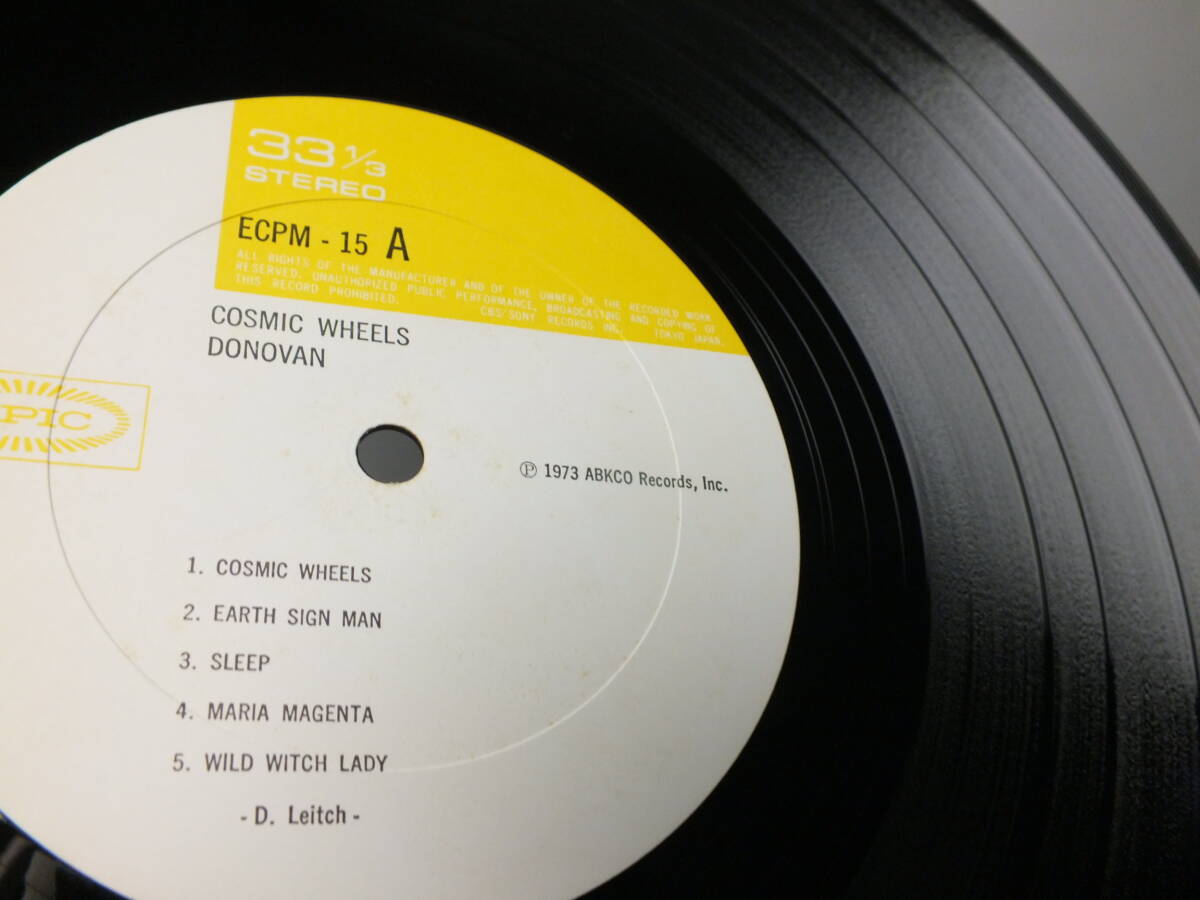 33 1/3
STEREO
ECPM - 15 A
ALL RIGHTS OF THE MANUFACTURER AND OF THE OWNER OF THE RECORDED WORK
RESERVED. UNAUTHORIZED PUBLIC PERFORMANCE, BROADCASTING AND COPYING OF
THIS RECORD PROHIBITED. CBS/SONY RECORDS INC. TOKYO JAPAN.
COSMIC WHEELS
DONOVAN
PIC
Ⓟ 1973 ABKCO Records, Inc.
1. COSMIC WHEELS
2. EARTH SIGN MAN
3. SLEEP
4. MARIA MAGENTA
5. WILD WITCH LADY
- D. Leitch -